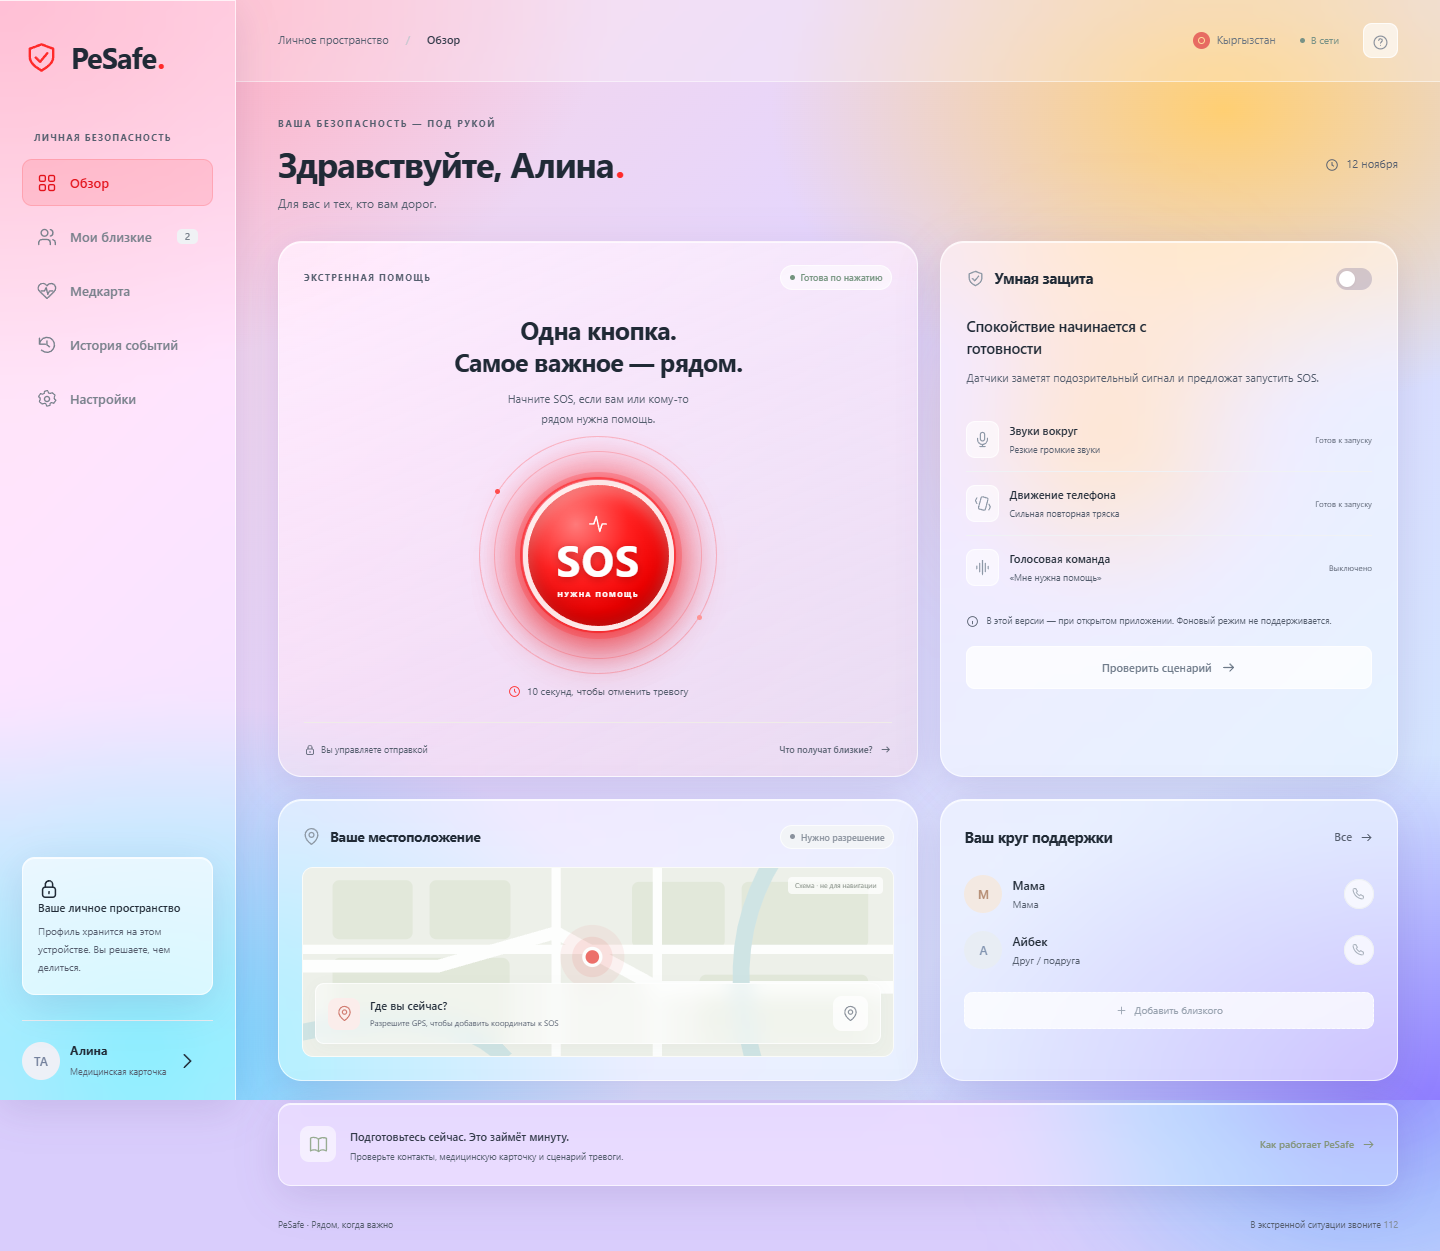 PeSafe.
ЛИЧНАЯ БЕЗОПАСНОСТЬ
Обзор
Мои близкие 2
Медкарта
История событий
Настройки
Ваше личное пространство
Профиль хранится на этом
устройстве. Вы решаете, чем
делиться.
ТА
Алина
Медицинская карточка
Личное пространство / Обзор
Кыргызстан
В сети
ВАША БЕЗОПАСНОСТЬ — ПОД РУКОЙ
Здравствуйте, Алина.
Для вас и тех, кто вам дорог.
12 ноября
ЭКСТРЕННАЯ ПОМОЩЬ
Готова по нажатию
Одна кнопка.
Самое важное — рядом.
Начните SOS, если вам или кому-то
рядом нужна помощь.
SOS
НУЖНА ПОМОЩЬ
10 секунд, чтобы отменить тревогу
Вы управляете отправкой
Что получат близкие?
Умная защита
Спокойствие начинается с
готовности
Датчики заметят подозрительный сигнал и предложат запустить SOS.
Звуки вокруг
Резкие громкие звуки
Готов к запуску
Движение телефона
Сильная повторная тряска
Готов к запуску
Голосовая команда
«Мне нужна помощь»
Выключено
В этой версии — при открытом приложении. Фоновый режим не поддерживается.
Проверить сценарий
Ваше местоположение
Нужно разрешение
Схема · не для навигации
Где вы сейчас?
Разрешите GPS, чтобы добавить координаты к SOS
Ваш круг поддержки
Все
М
Мама
Мама
А
Айбек
Друг / подруга
Добавить близкого
Подготовьтесь сейчас. Это займёт минуту.
Проверьте контакты, медицинскую карточку и сценарий тревоги.
Как работает PeSafe
PeSafe · Рядом, когда важно
В экстренной ситуации звоните 112